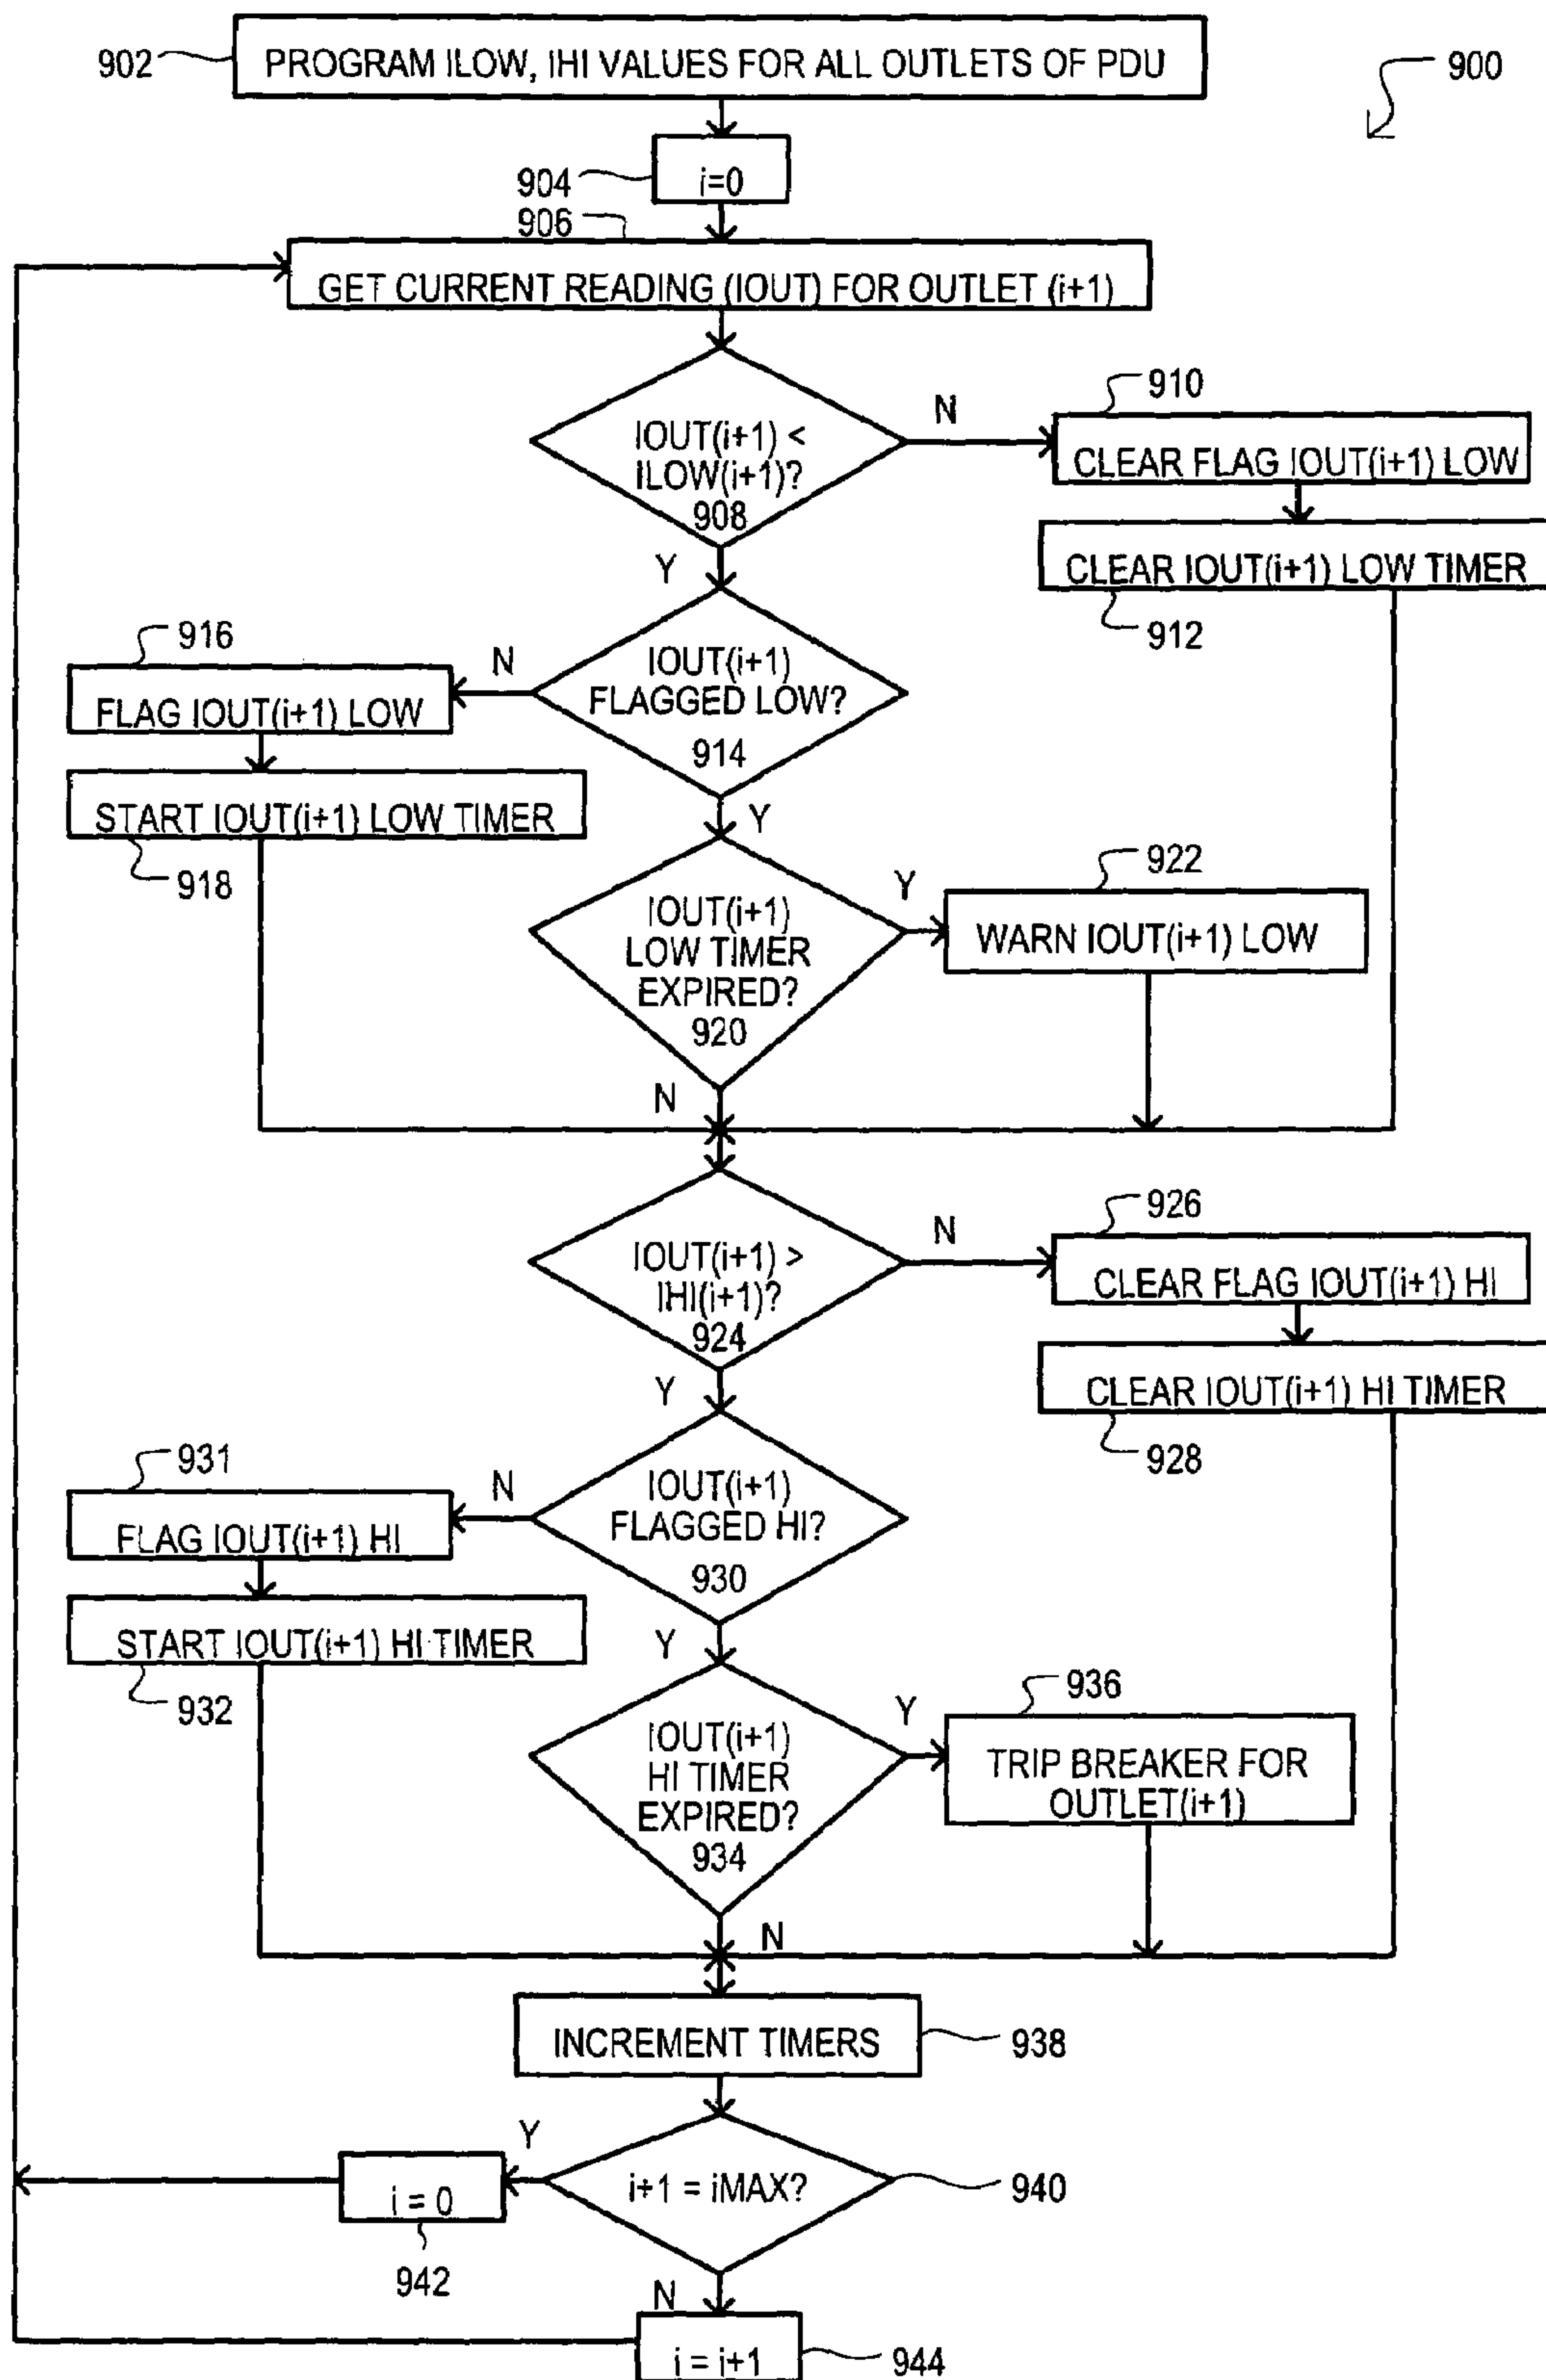 902
PROGRAM ILOW, IHI VALUES FOR ALL OUTLETS OF PDU
900
904
i=0
906
GET CURRENT READING (IOUT) FOR OUTLET (i+1)
IOUT(i+1) <
ILOW(i+1)?
908
N
Y
910
CLEAR FLAG IOUT(i+1) LOW
CLEAR IOUT(i+1) LOW TIMER
912
IOUT(i+1)
FLAGGED LOW?
914
N
Y
916
FLAG IOUT(i+1) LOW
START IOUT(i+1) LOW TIMER
918
IOUT(i+1)
LOW TIMER
EXPIRED?
920
Y
N
922
WARN IOUT(i+1) LOW
IOUT(i+1) >
IHI(i+1)?
924
N
Y
926
CLEAR FLAG IOUT(i+1) HI
CLEAR IOUT(i+1) HI TIMER
928
IOUT(i+1)
FLAGGED HI?
930
N
Y
931
FLAG IOUT(i+1) HI
START IOUT(i+1) HI TIMER
932
IOUT(i+1)
HI TIMER
EXPIRED?
934
Y
N
936
TRIP BREAKER FOR
OUTLET(i+1)
INCREMENT TIMERS
938
i+1 = iMAX?
940
Y
N
i = 0
942
i = i+1
944